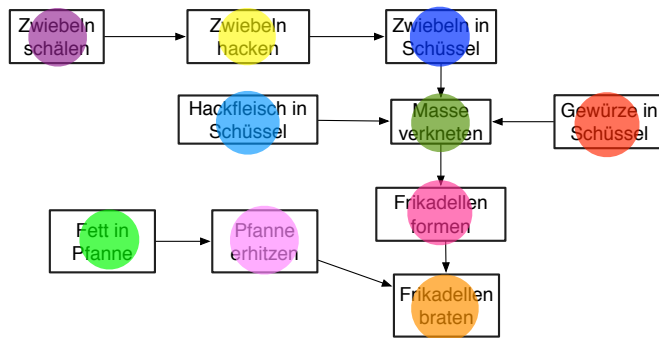 Zwiebeln
schälen
Zwiebeln
hacken
Zwiebeln in
Schüssel
Hackfleisch in
Schüssel
Masse
verkneten
Gewürze in
Schüssel
Frikadellen
formen
Fett in
Pfanne
Pfanne
erhitzen
Frikadellen
braten